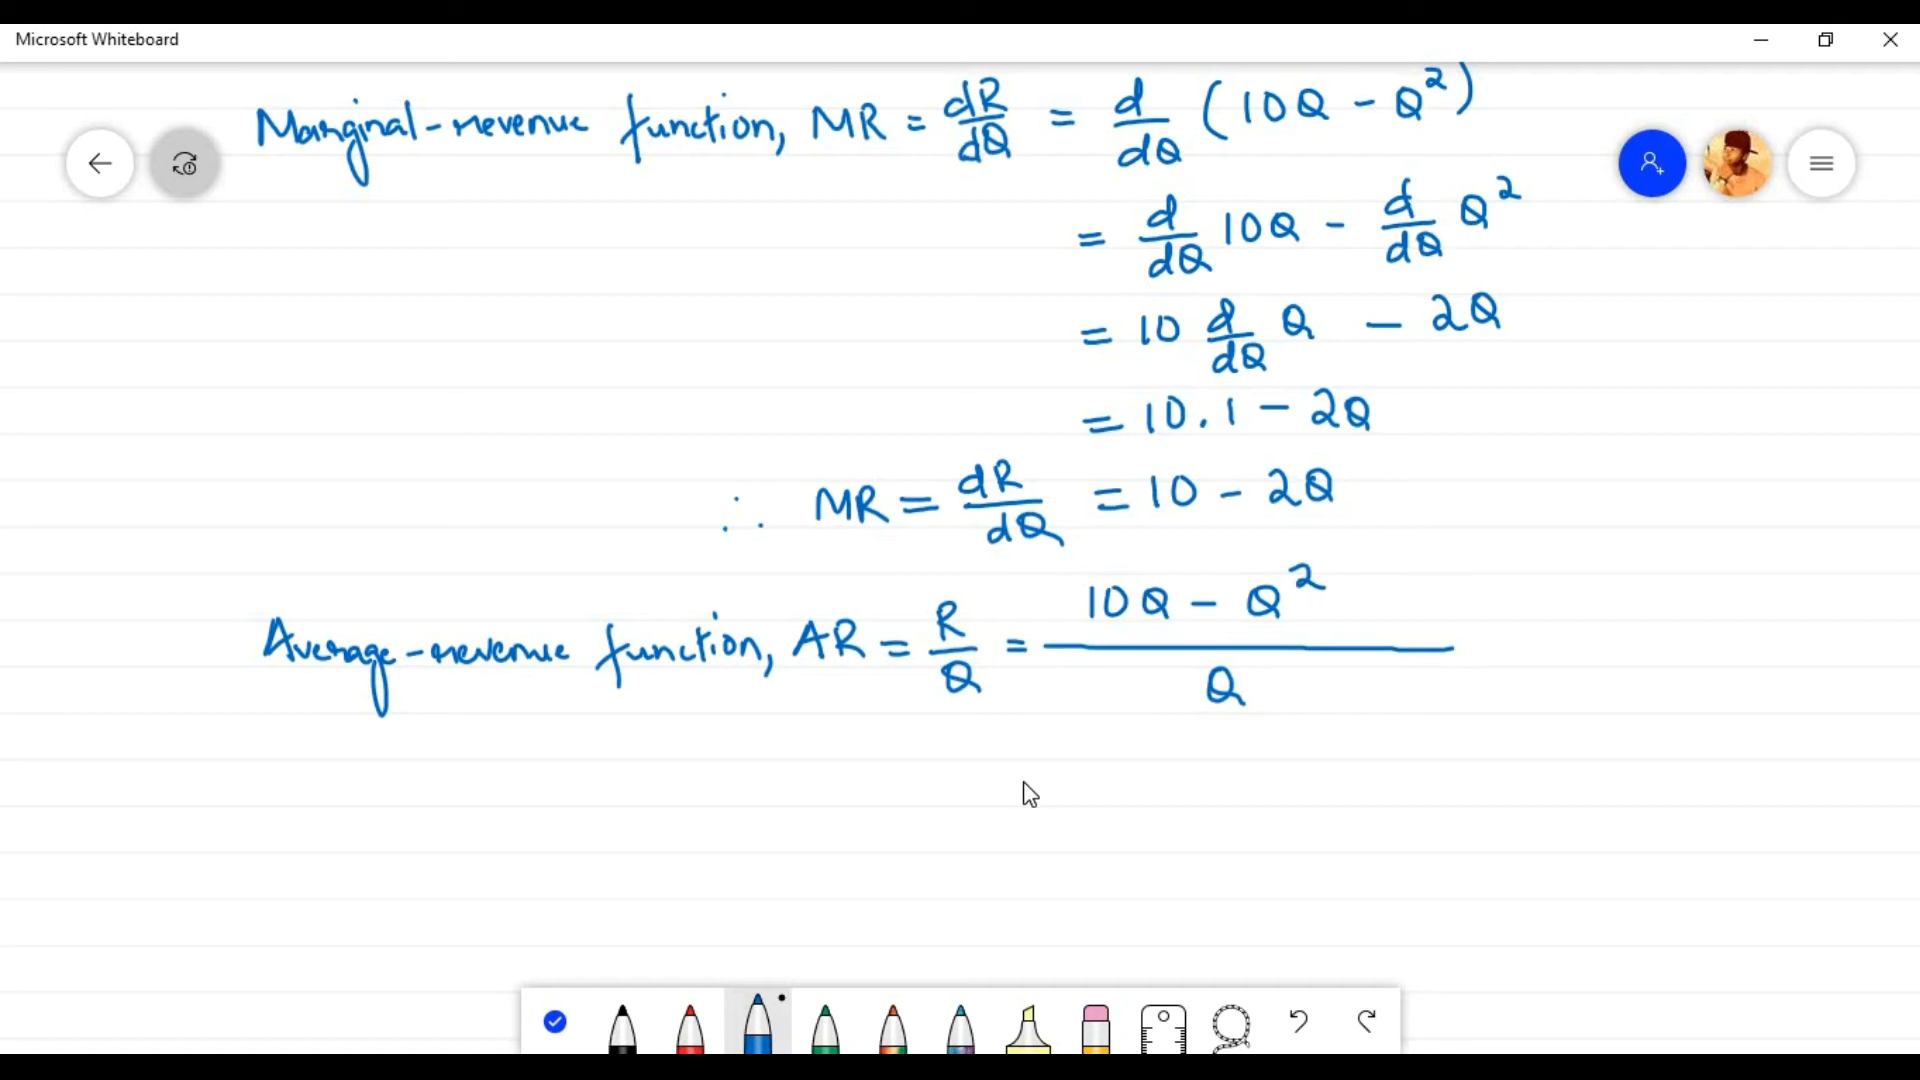 Microsoft Whiteboard
Marginal-revenue function, MR = dR/dQ = d/dQ (10Q - Q²)
= d/dQ 10Q - d/dQ Q²
= 10 d/dQ Q - 2Q
= 10.1 - 2Q
∴ MR = dR/dQ = 10 - 2Q
Average-revenue function, AR = R/Q = 10Q - Q²/Q